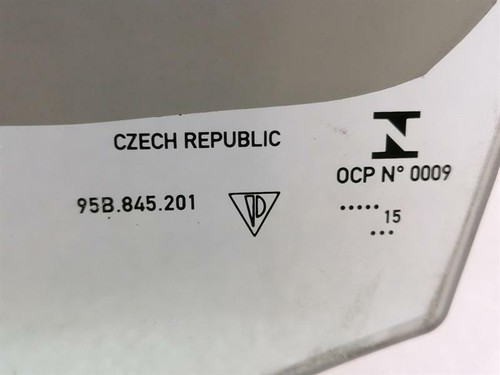 CZECH REPUBLIC
OCP N° 0009
95B.845.201
..... 15
...